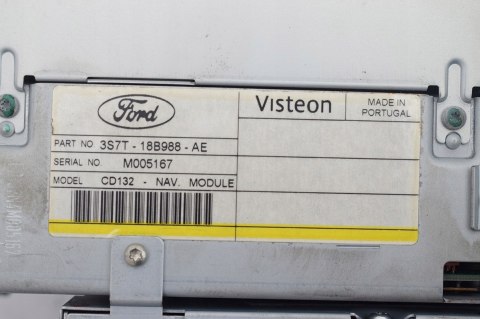 Ford
Visteon
MADE IN
PORTUGAL
PART NO 3S7T - 18B988 - AE
SERIAL NO. M005167
MODEL CD132 - NAV. MODULE